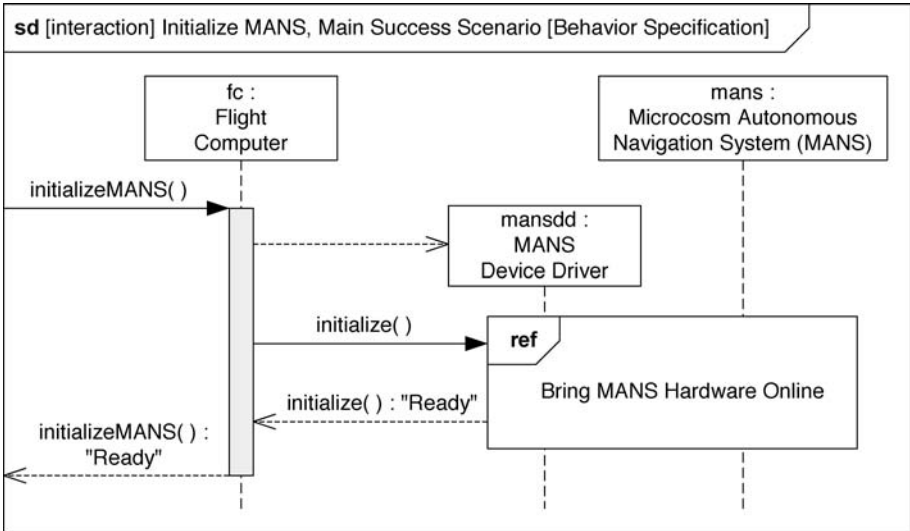 sd [interaction] Initialize MANS, Main Success Scenario [Behavior Specification]
fc :
Flight
Computer
mans :
Microcosm Autonomous
Navigation System (MANS)
initializeMANS( )
mansdd :
MANS
Device Driver
initialize( )
ref
Bring MANS Hardware Online
initialize( ) : "Ready"
initializeMANS( ) :
"Ready"